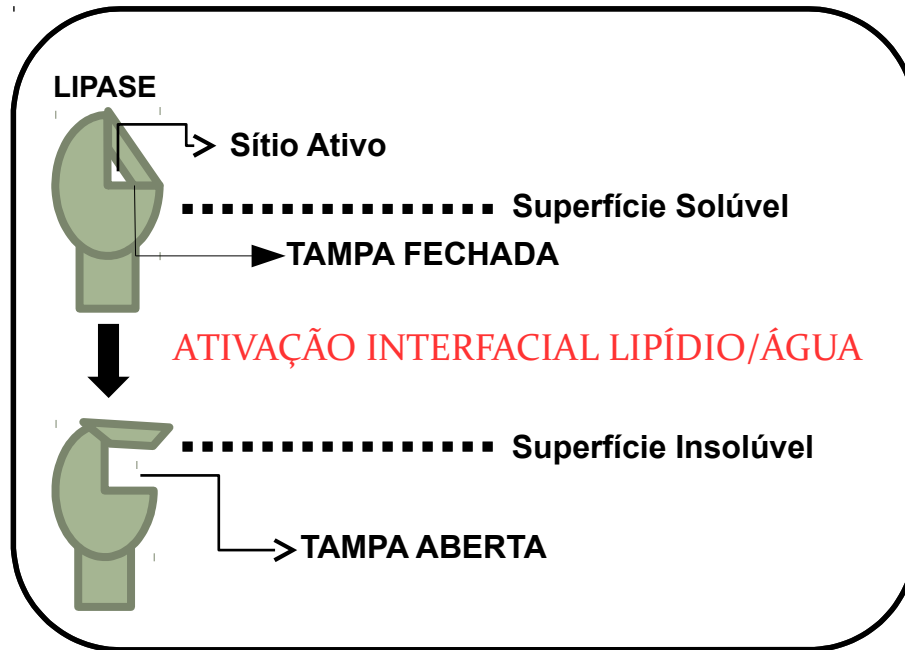 LIPASE
Sítio Ativo
Superfície Solúvel
TAMPA FECHADA
ATIVAÇÃO INTERFACIAL LIPÍDIO/ÁGUA
Superfície Insolúvel
TAMPA ABERTA